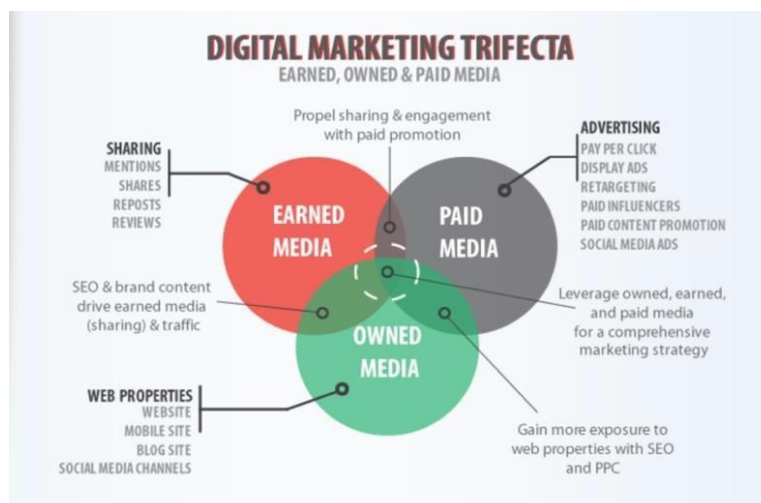 DIGITAL MARKETING TRIFECTA
EARNED, OWNED & PAID MEDIA
Propel sharing & engagement
with paid promotion
SHARING
MENTIONS
SHARES
REPOSTS
REVIEWS
ADVERTISING
PAY PER CLICK
DISPLAY ADS
RETARGETING
PAID INFLUENCERS
PAID CONTENT PROMOTION
SOCIAL MEDIA ADS
EARNED
MEDIA
PAID
MEDIA
SEO & brand content
drive earned media
(sharing) & traffic
Leverage owned, earned,
and paid media
for a comprehensive
marketing strategy
OWNED
MEDIA
WEB PROPERTIES
WEBSITE
MOBILE SITE
BLOG SITE
SOCIAL MEDIA CHANNELS
Gain more exposure to
web properties with SEO
and PPC